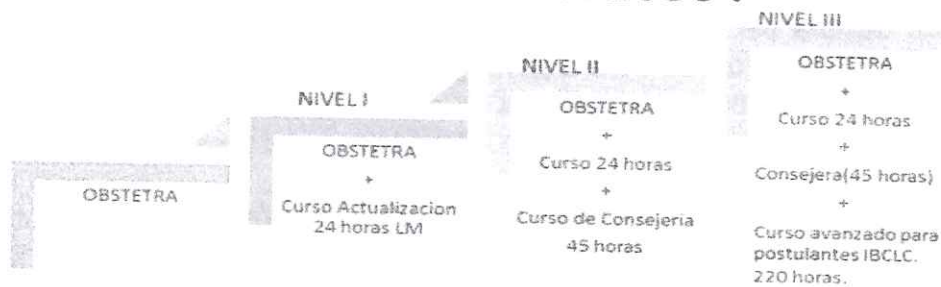 OBSTETRA
NIVEL I
OBSTETRA
+
Curso Actualizacion
24 horas LM
NIVEL II
OBSTETRA
+
Curso 24 horas
+
Curso de Consejeria
45 horas
NIVEL III
OBSTETRA
+
Curso 24 horas
+
Consejera(45 horas)
+
Curso avanzado para
postulantes IBCLC.
220 horas.